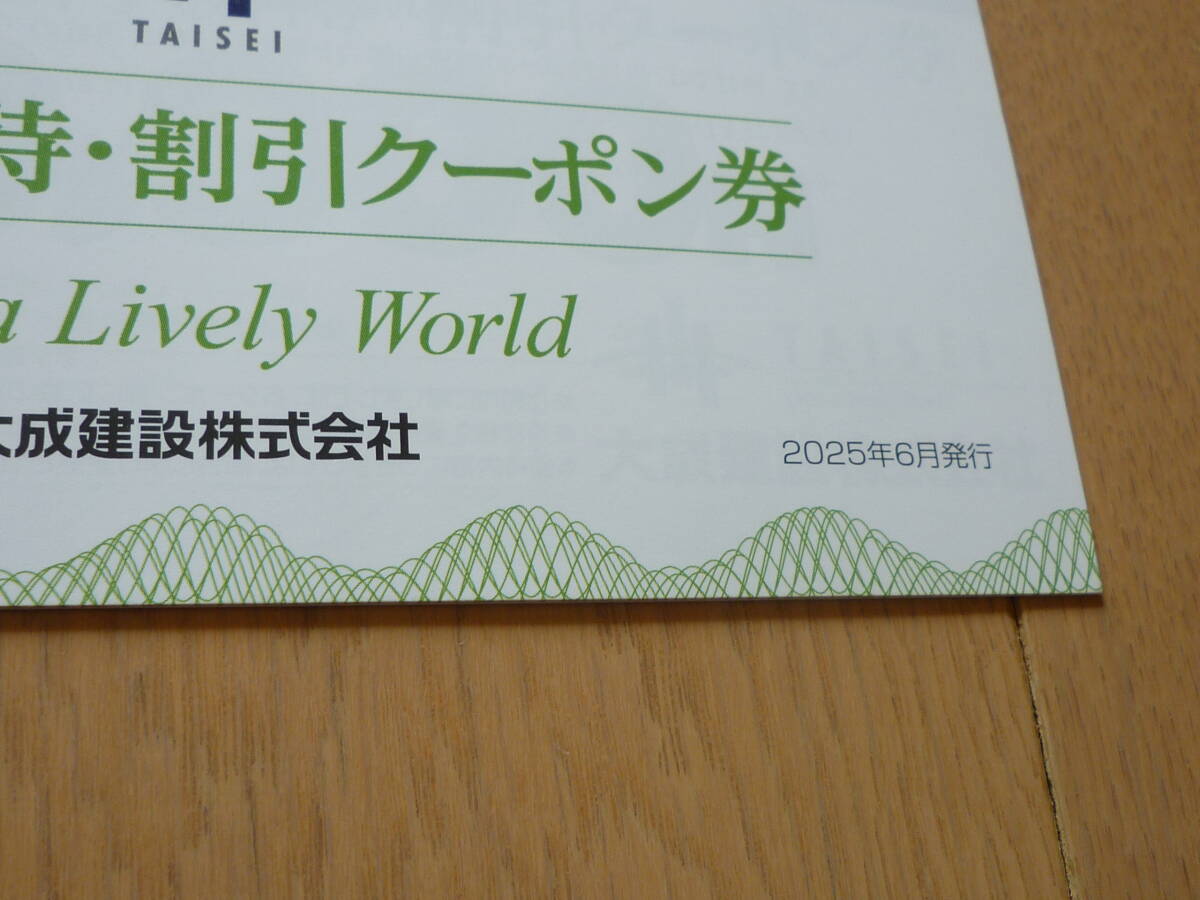 TAISEI
待・割引クーポン券
a Lively World
大成建設株式会社
2025年6月発行